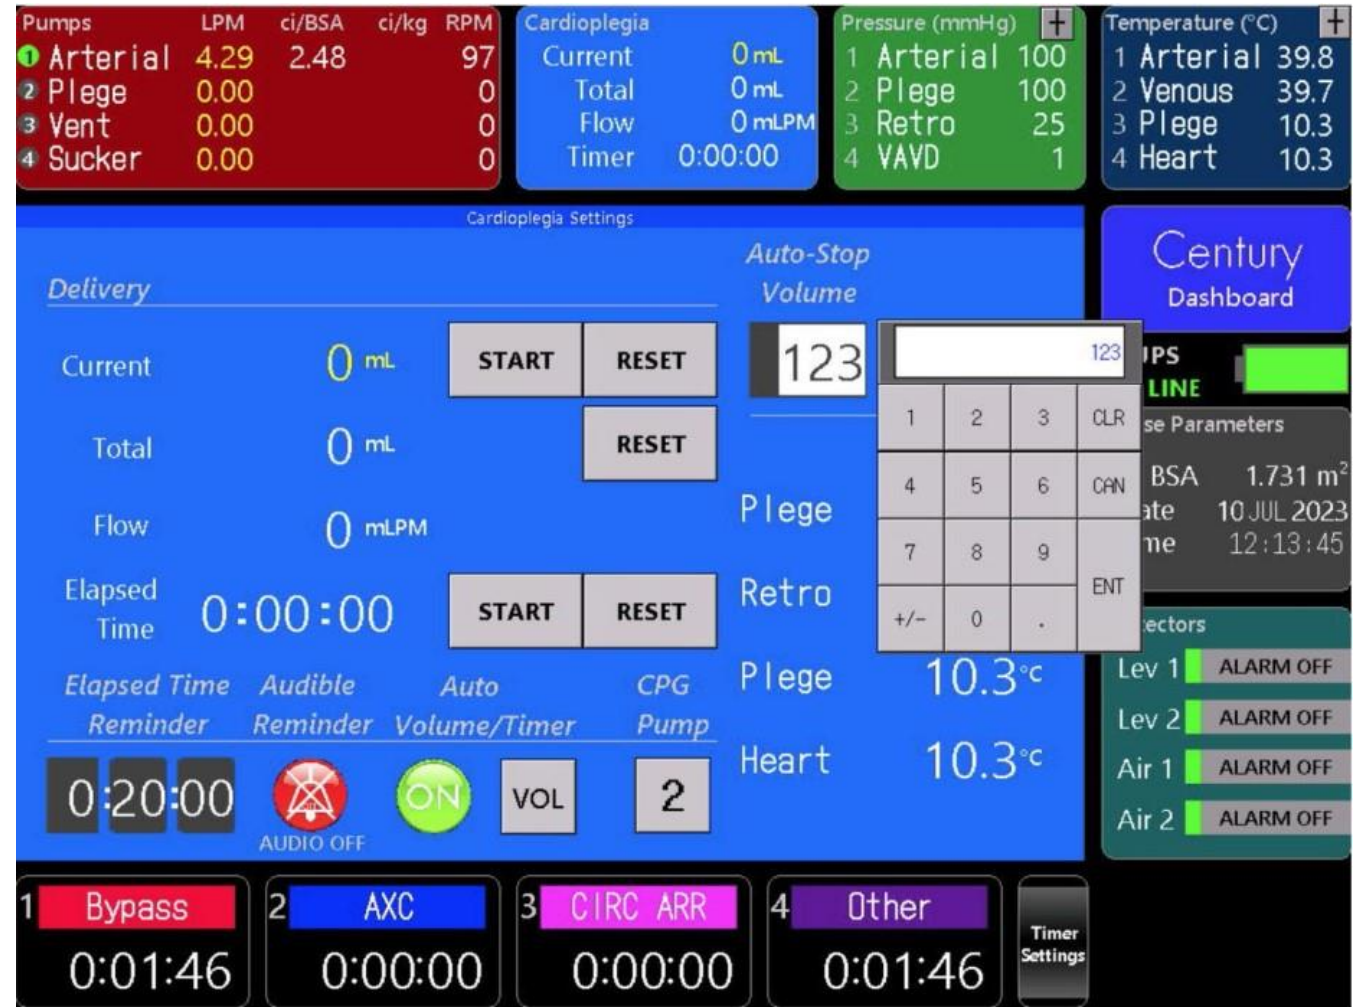 Pumps LPM ci/BSA ci/kg RPM
1 Arterial 4.29 2.48 97
2 Plege 0.00 0
3 Vent 0.00 0
4 Sucker 0.00 0
Cardioplegia
Current 0 mL
Total 0 mL
Flow 0 mLPM
Timer 0:00:00
Pressure (mmHg) +
1 Arterial 100
2 Plege 100
3 Retro 25
4 VAVD 1
Temperature (°C) +
1 Arterial 39.8
2 Venous 39.7
3 Plege 10.3
4 Heart 10.3
Cardioplegia Settings
Delivery
Current 0 mL START RESET
Total 0 mL RESET
Flow 0 mLPM
Elapsed
Time 0:00:00 START RESET
Elapsed Time
Reminder
0:20:00
Audible
Reminder
AUDIO OFF
Auto
Volume/Timer
ON VOL
CPG
Pump
2
Auto-Stop
Volume
123
Plege
Retro
Plege 10.3 °C
Heart 10.3 °C
123
1 2 3 CLR
4 5 6 CAN
7 8 9
+/- 0 . ENT
Century
Dashboard
UPS
LINE
se Parameters
BSA 1.731 m²
ate 10 JUL 2023
me 12:13:45
tectors
Lev 1 ALARM OFF
Lev 2 ALARM OFF
Air 1 ALARM OFF
Air 2 ALARM OFF
1 Bypass
0:01:46
2 AXC
0:00:00
3 CIRC ARR
0:00:00
4 Other
0:01:46
Timer
Settings